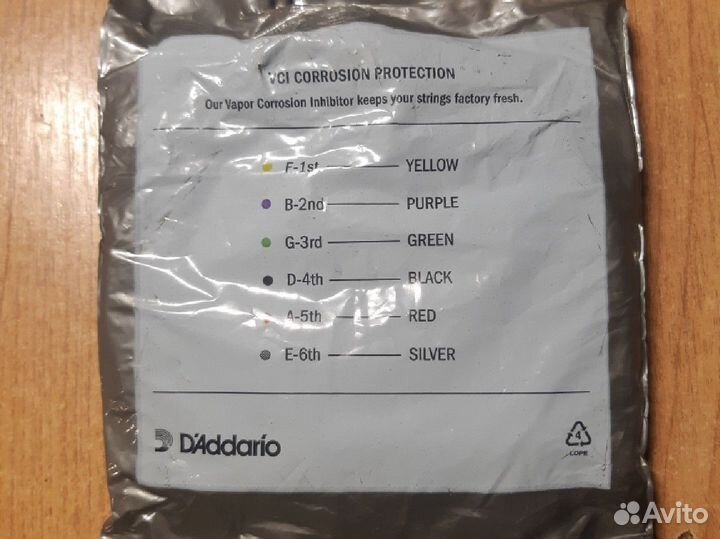 VCI CORROSION PROTECTION
Our Vapor Corrosion Inhibitor keeps your strings factory fresh.
F-1st YELLOW
B-2nd PURPLE
G-3rd GREEN
D-4th BLACK
A-5th RED
E-6th SILVER
D'Addario
4
LDPE
Avito